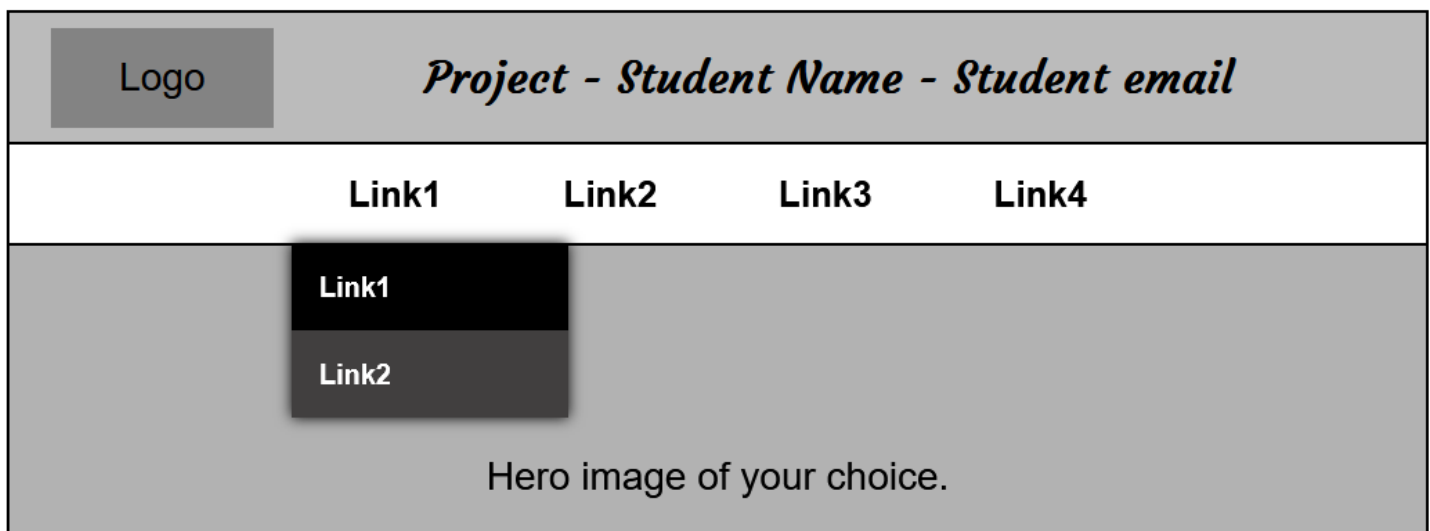 Logo
Project - Student Name - Student email
Link1 Link2 Link3 Link4
Link1
Link2
Hero image of your choice.